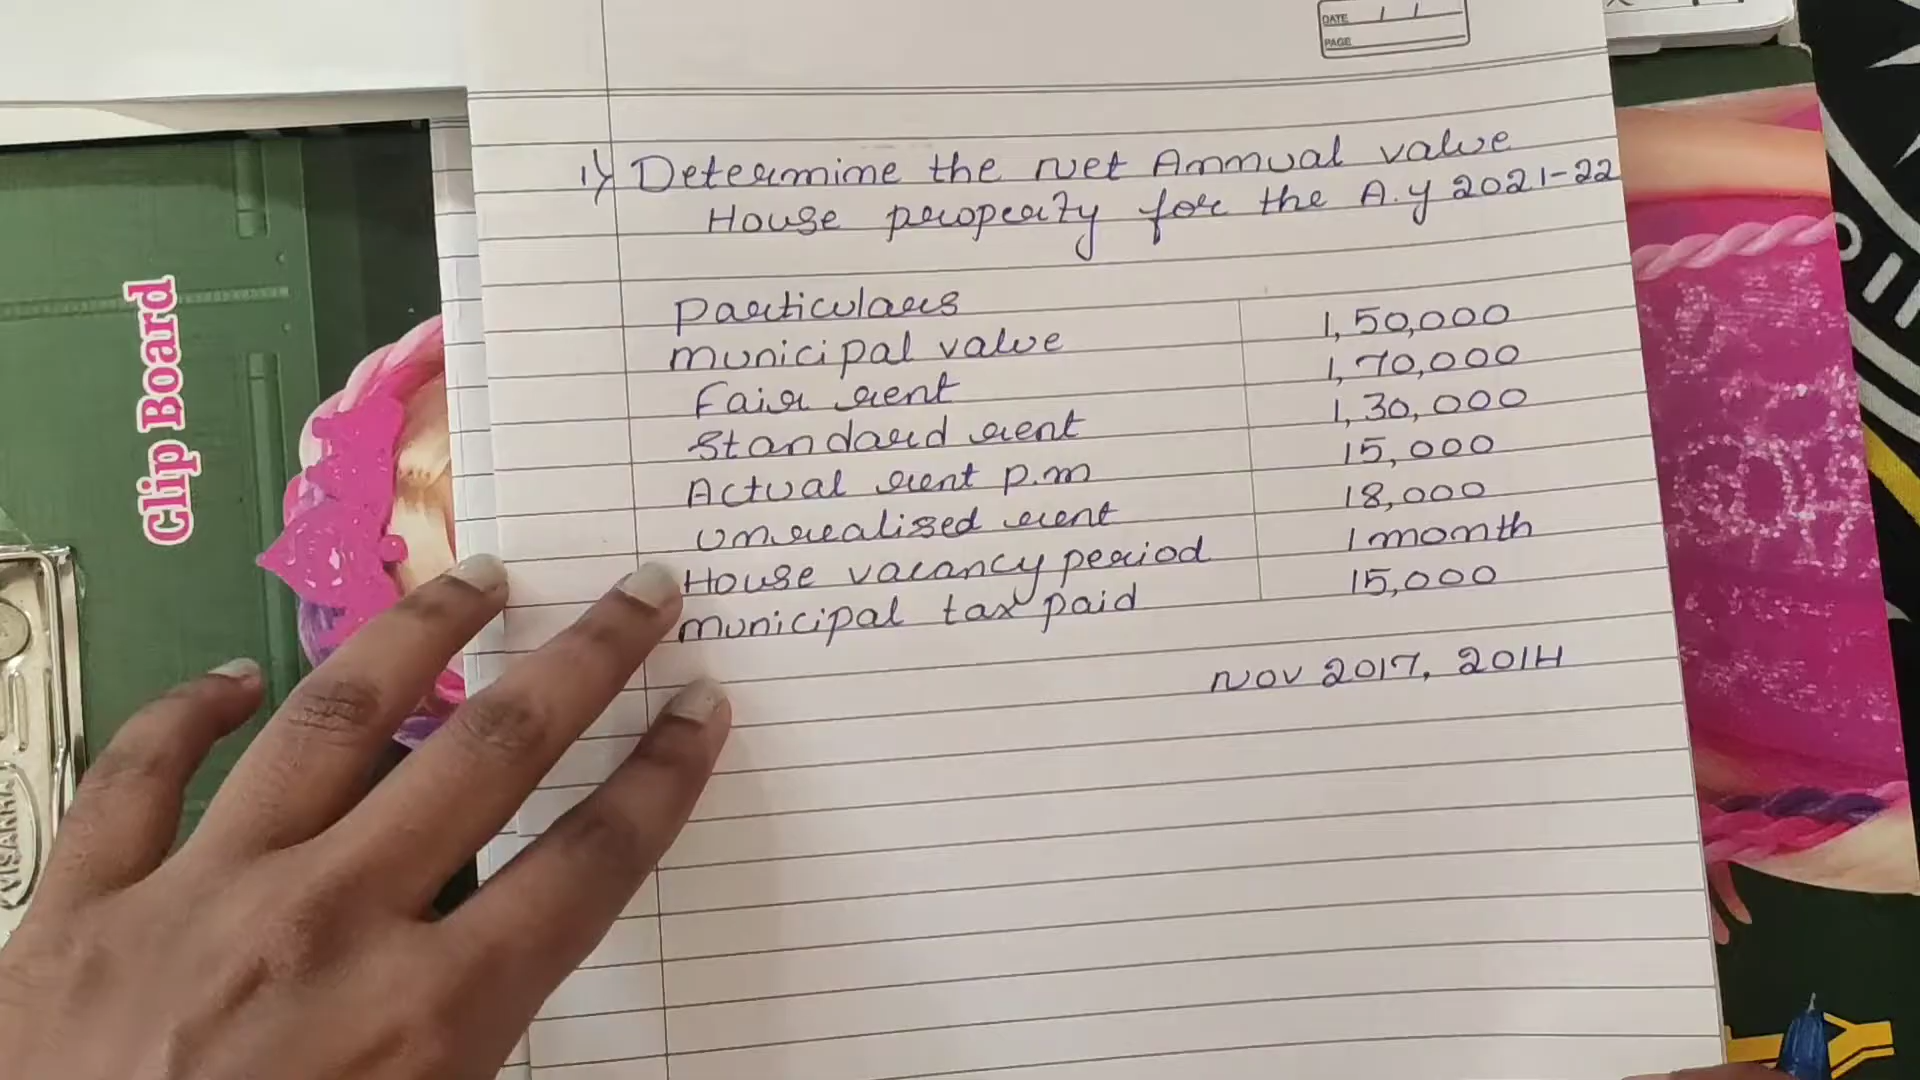 DATE / /
PAGE
1) Determine the Net Annual value
House property for the A.y 2021-22
Particulars
municipal value 1,50,000
Fair rent 1,70,000
Standard rent 1,30,000
Actual rent p.m 15,000
unrealised rent 18,000
House vacancy period 1 month
municipal tax paid 15,000
NOV 2017, 2014
Clip Board